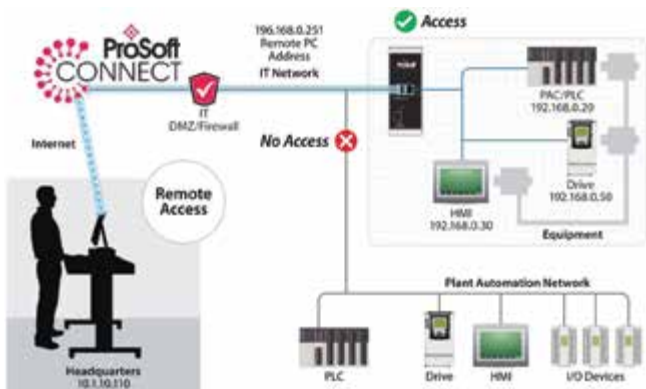 ProSoft
CONNECT
196.168.0.251
Remote PC
Address
IT Network
Access
ProSoft
PAC/PLC
192.168.0.20
IT
DMZ/Firewall
No Access
Internet
Remote
Access
Drive
192.168.0.50
HMI
192.168.0.30
Equipment
Plant Automation Network
Headquarters
10.1.10.110
PLC
Drive
HMI
I/O Devices